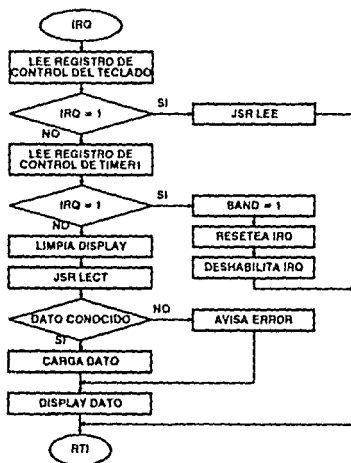 IRQ
LEE REGISTRO DE
CONTROL DEL TECLADO
IRQ = 1
SI
JSR LEE
NO
LEE REGISTRO DE
CONTROL DE TIMER1
IRQ = 1
SI
BAND = 1
NO
RESETEA IRQ
LIMPIA DISPLAY
DESHABILITA IRQ
JSR LECT
DATO CONOCIDO
NO
AVISA ERROR
SI
CARGA DATO
DISPLAY DATO
RTI